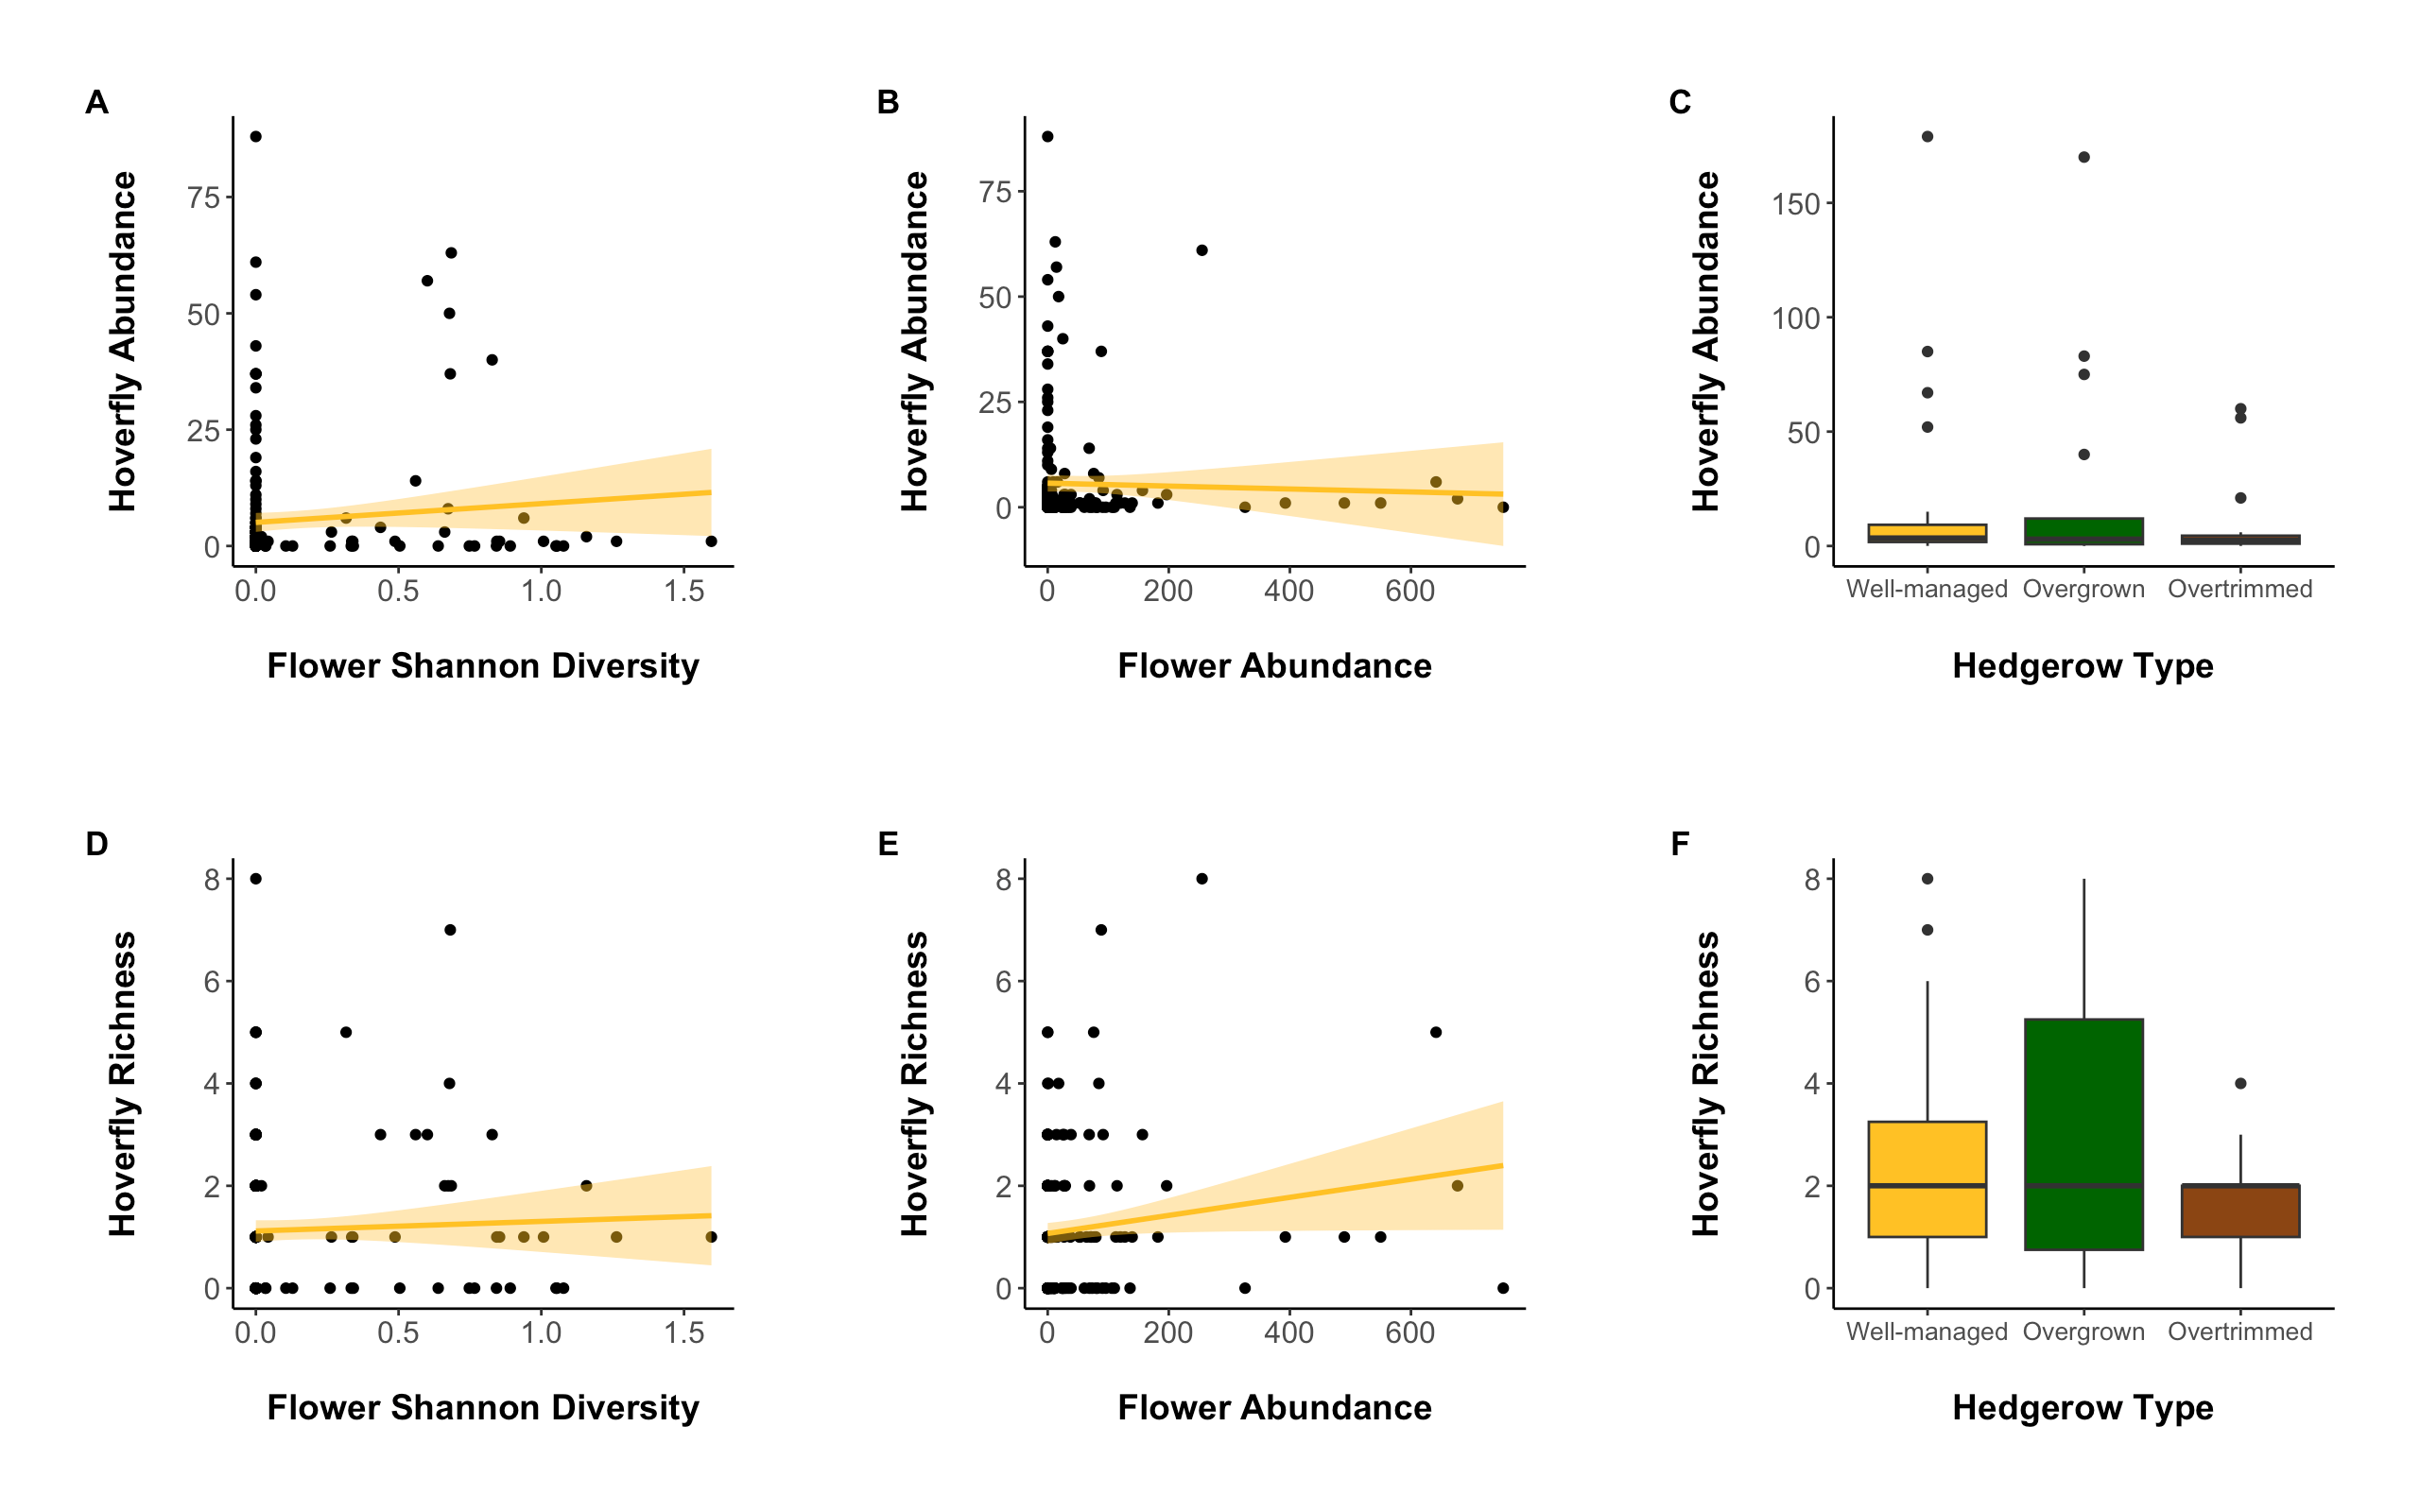 A
Hoverfly Abundance
75
50
25
0
0.0 0.5 1.0 1.5
Flower Shannon Diversity
B
Hoverfly Abundance
75
50
25
0
0 200 400 600
Flower Abundance
C
Hoverfly Abundance
150
100
50
0
Well-managed Overgrown Overtrimmed
Hedgerow Type
D
Hoverfly Richness
8
6
4
2
0
0.0 0.5 1.0 1.5
Flower Shannon Diversity
E
Hoverfly Richness
8
6
4
2
0
0 200 400 600
Flower Abundance
F
Hoverfly Richness
8
6
4
2
0
Well-managed Overgrown Overtrimmed
Hedgerow Type